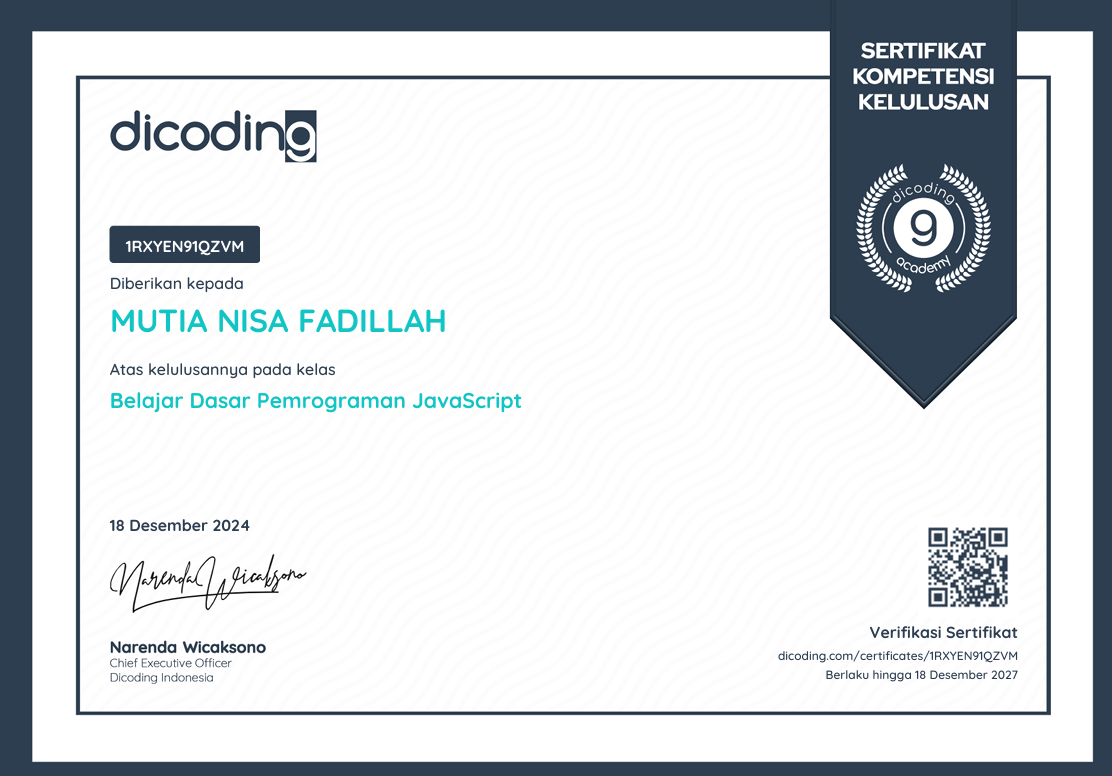 SERTIFIKAT
KOMPETENSI
KELULUSAN
dicoding
dicoding
9
academy
1RXYEN91QZVM
Diberikan kepada
MUTIA NISA FADILLAH
Atas kelulusannya pada kelas
Belajar Dasar Pemrograman JavaScript
18 Desember 2024
Narenda Wicaksono
Narenda Wicaksono
Chief Executive Officer
Dicoding Indonesia
Verifikasi Sertifikat
dicoding.com/certificates/1RXYEN91QZVM
Berlaku hingga 18 Desember 2027